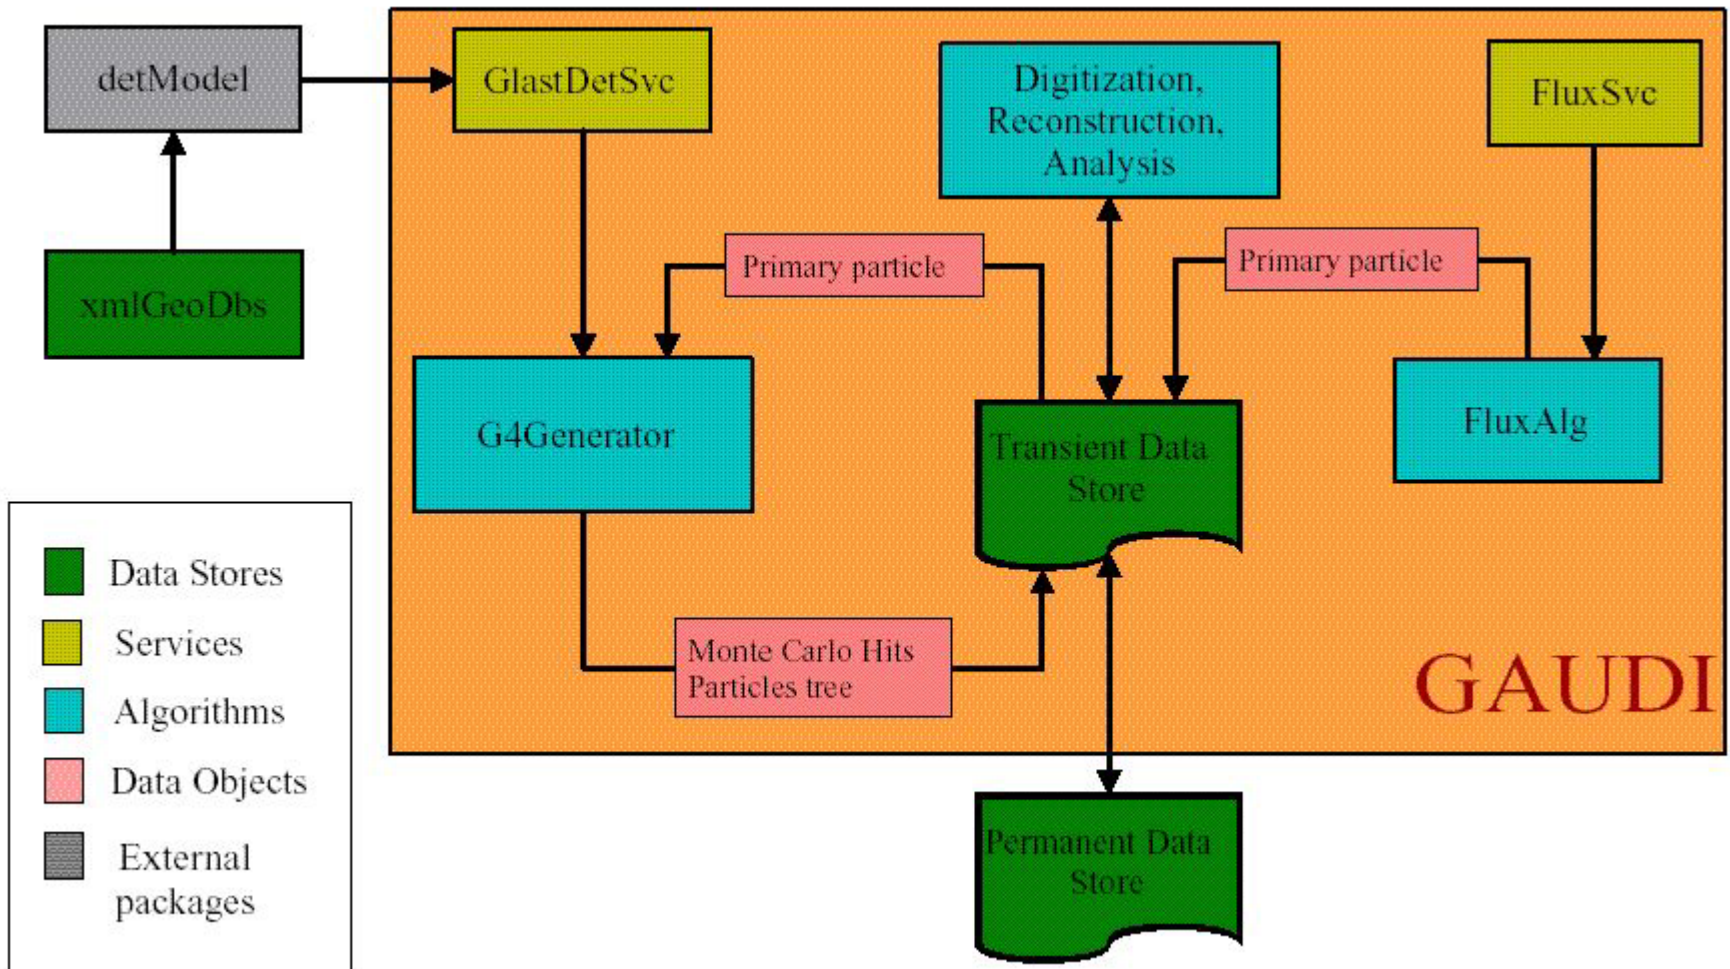 detModel
GlastDetSvc
Digitization,
Reconstruction,
Analysis
FluxSvc
xmlGeoDbs
Primary particle
Primary particle
G4Generator
Transient Data
Store
FluxAlg
Monte Carlo Hits
Particles tree
GAUDI
Permanent Data
Store
Data Stores
Services
Algorithms
Data Objects
External
packages